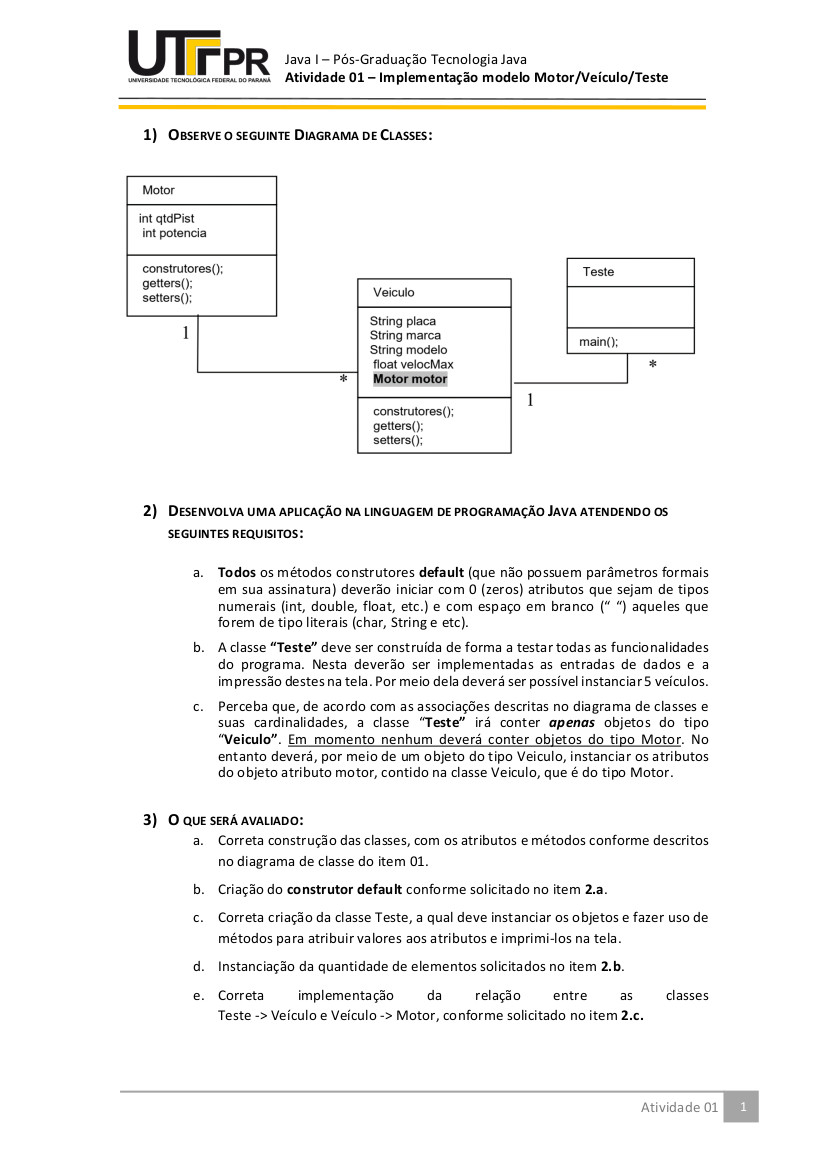 UTFPR
UNIVERSIDADE TECNOLÓGICA FEDERAL DO PARANÁ
Java I – Pós-Graduação Tecnologia Java
Atividade 01 – Implementação modelo Motor/Veículo/Teste
1) OBSERVE O SEGUINTE DIAGRAMA DE CLASSES:
Motor
int qtdPist
int potencia
construtores();
getters();
setters();
1
*
Veiculo
String placa
String marca
String modelo
float velocMax
Motor motor
construtores();
getters();
setters();
1
*
Teste
main();
2) DESENVOLVA UMA APLICAÇÃO NA LINGUAGEM DE PROGRAMAÇÃO JAVA ATENDENDO OS
SEGUINTES REQUISITOS:
a. Todos os métodos construtores default (que não possuem parâmetros formais
em sua assinatura) deverão iniciar com 0 (zeros) atributos que sejam de tipos
numerais (int, double, float, etc.) e com espaço em branco (“ “) aqueles que
forem de tipo literais (char, String e etc).
b. A classe “Teste” deve ser construída de forma a testar todas as funcionalidades
do programa. Nesta deverão ser implementadas as entradas de dados e a
impressão destes na tela. Por meio dela deverá ser possível instanciar 5 veículos.
c. Perceba que, de acordo com as associações descritas no diagrama de classes e
suas cardinalidades, a classe “Teste” irá conter apenas objetos do tipo
“Veiculo”. Em momento nenhum deverá conter objetos do tipo Motor. No
entanto deverá, por meio de um objeto do tipo Veiculo, instanciar os atributos
do objeto atributo motor, contido na classe Veiculo, que é do tipo Motor.
3) O QUE SERÁ AVALIADO:
a. Correta construção das classes, com os atributos e métodos conforme descritos
no diagrama de classe do item 01.
b. Criação do construtor default conforme solicitado no item 2.a.
c. Correta criação da classe Teste, a qual deve instanciar os objetos e fazer uso de
métodos para atribuir valores aos atributos e imprimi-los na tela.
d. Instanciação da quantidade de elementos solicitados no item 2.b.
e. Correta implementação da relação entre as classes
Teste -> Veículo e Veículo -> Motor, conforme solicitado no item 2.c.
Atividade 01 1